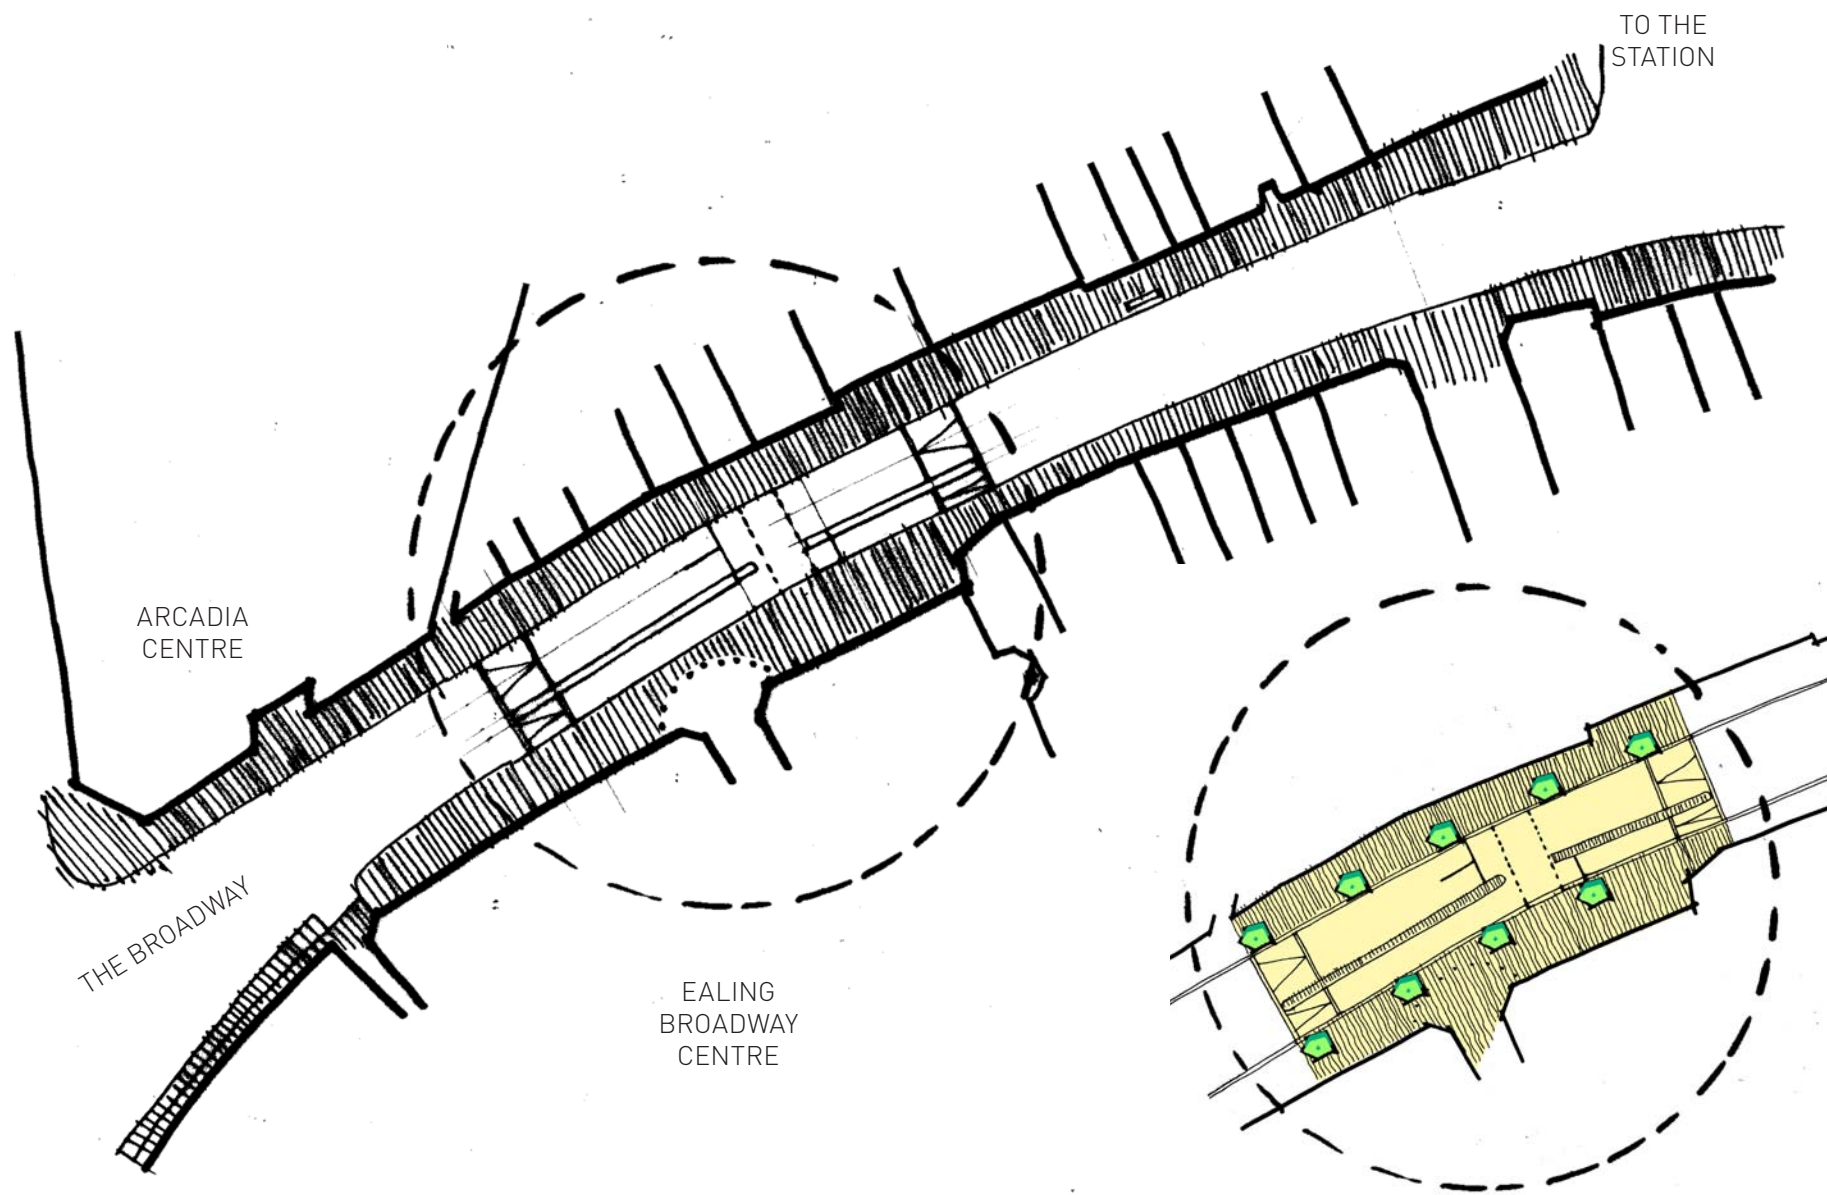 TO THE
STATION
ARCADIA
CENTRE
THE BROADWAY
EALING
BROADWAY
CENTRE